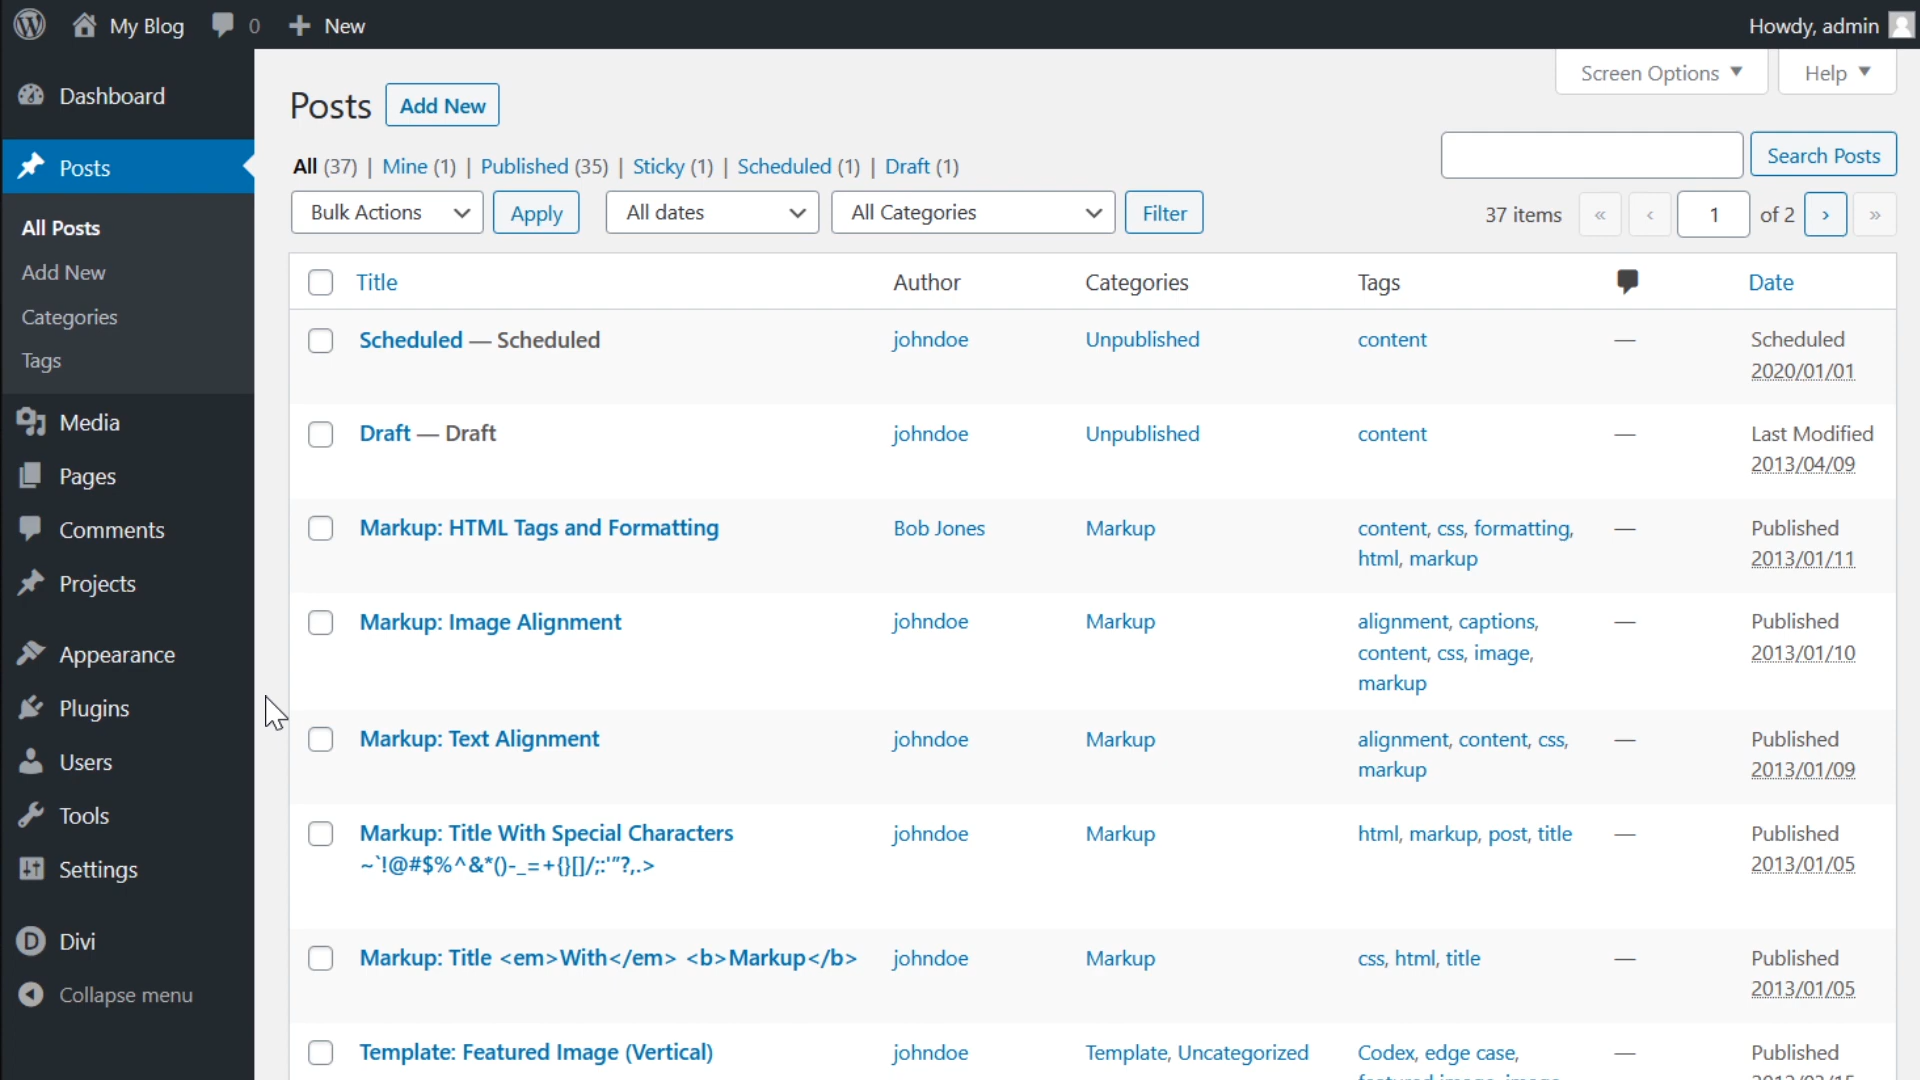 My Blog 0 + New Howdy, admin
Screen Options ▼ Help ▼
Dashboard
Posts
All Posts
Add New
Categories
Tags
Media
Pages
Comments
Projects
Appearance
Plugins
Users
Tools
Settings
Divi
Collapse menu
Posts Add New
All (37) | Mine (1) | Published (35) | Sticky (1) | Scheduled (1) | Draft (1)
Search Posts
Bulk Actions Apply All dates All Categories Filter 37 items « ‹ 1 of 2 › »
Title Author Categories Tags Date
Scheduled — Scheduled johndoe Unpublished content — Scheduled
2020/01/01
Draft — Draft johndoe Unpublished content — Last Modified
2013/04/09
Markup: HTML Tags and Formatting Bob Jones Markup content, css, formatting, — Published
html, markup 2013/01/11
Markup: Image Alignment johndoe Markup alignment, captions, — Published
content, css, image, 2013/01/10
markup
Markup: Text Alignment johndoe Markup alignment, content, css, — Published
markup 2013/01/09
Markup: Title With Special Characters johndoe Markup html, markup, post, title — Published
~`!@#$%^&*()-_=+{}[]/;:'"?,.> 2013/01/05
Markup: Title <em>With</em> <b>Markup</b> johndoe Markup css, html, title — Published
2013/01/05
Template: Featured Image (Vertical) johndoe Template, Uncategorized Codex, edge case, — Published